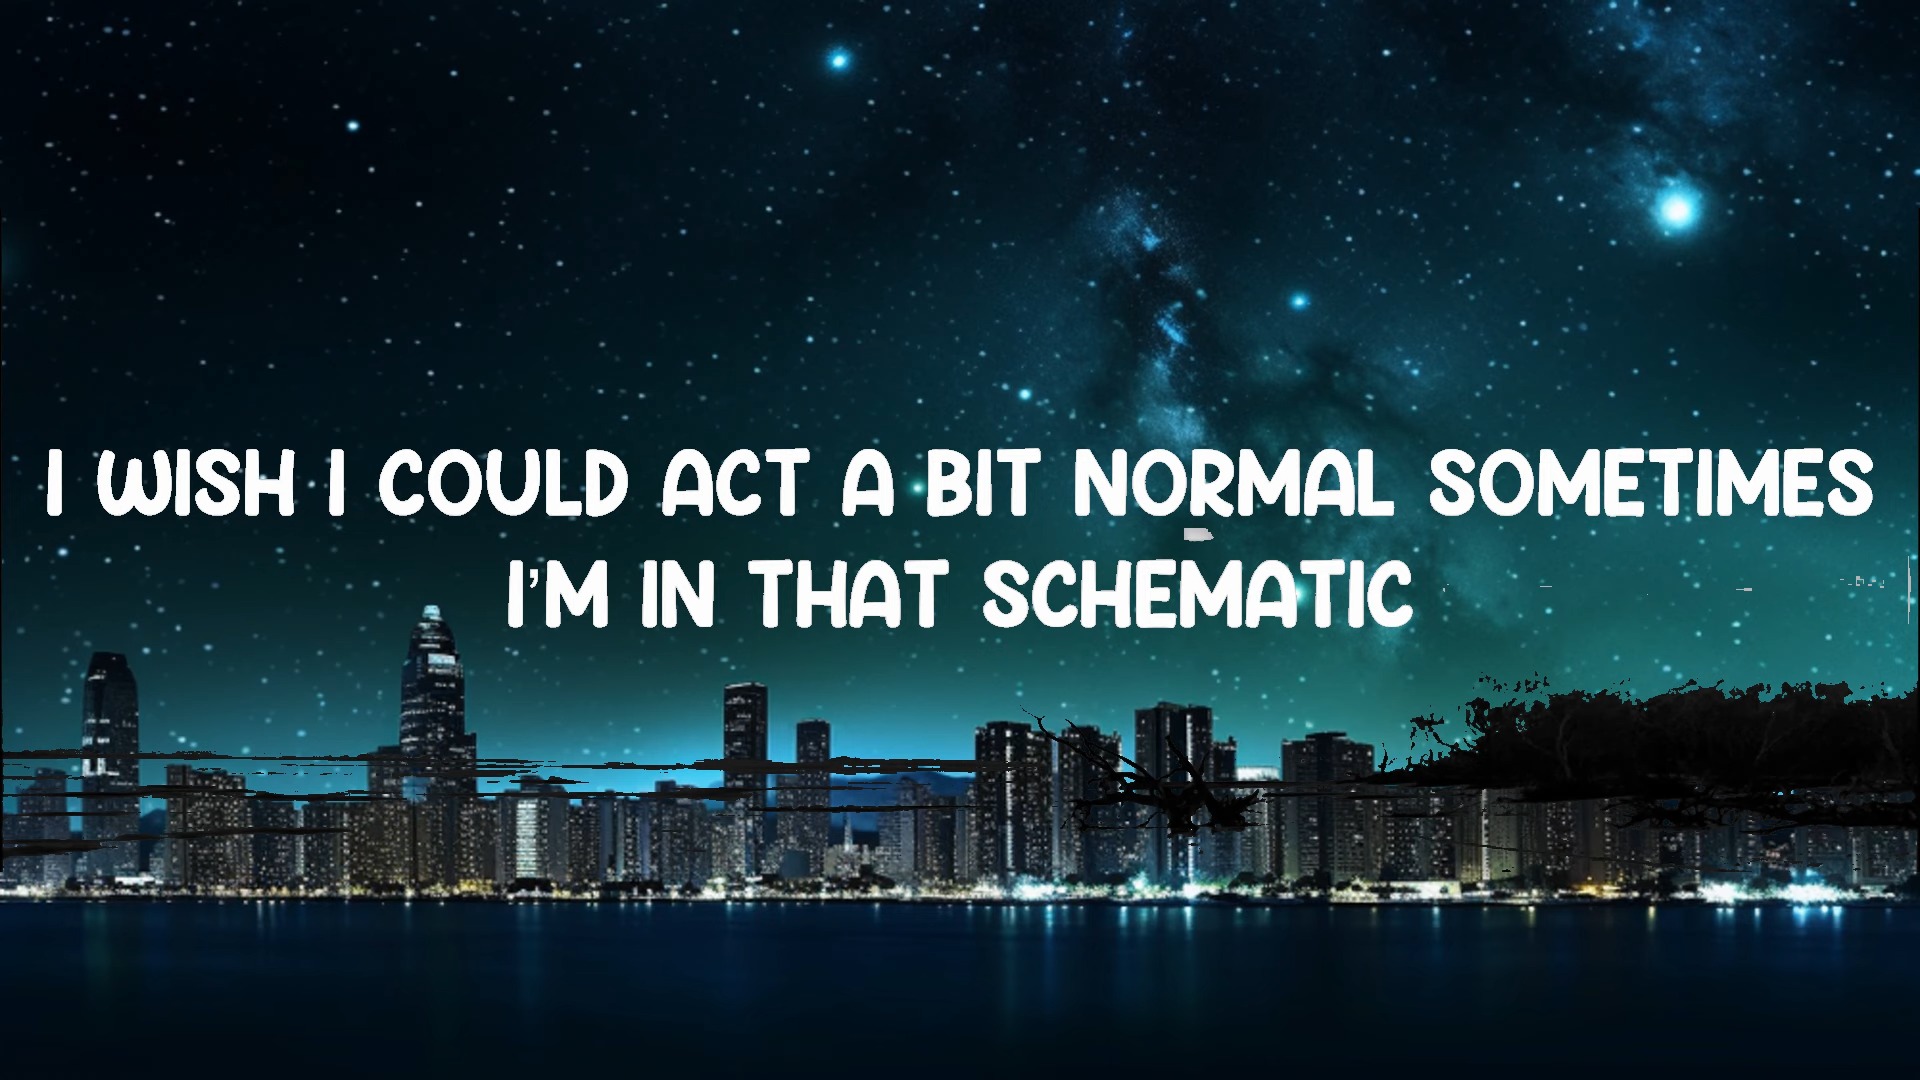 I WISH I COULD ACT A BIT NORMAL SOMETIMES
I'M IN THAT SCHEMATIC